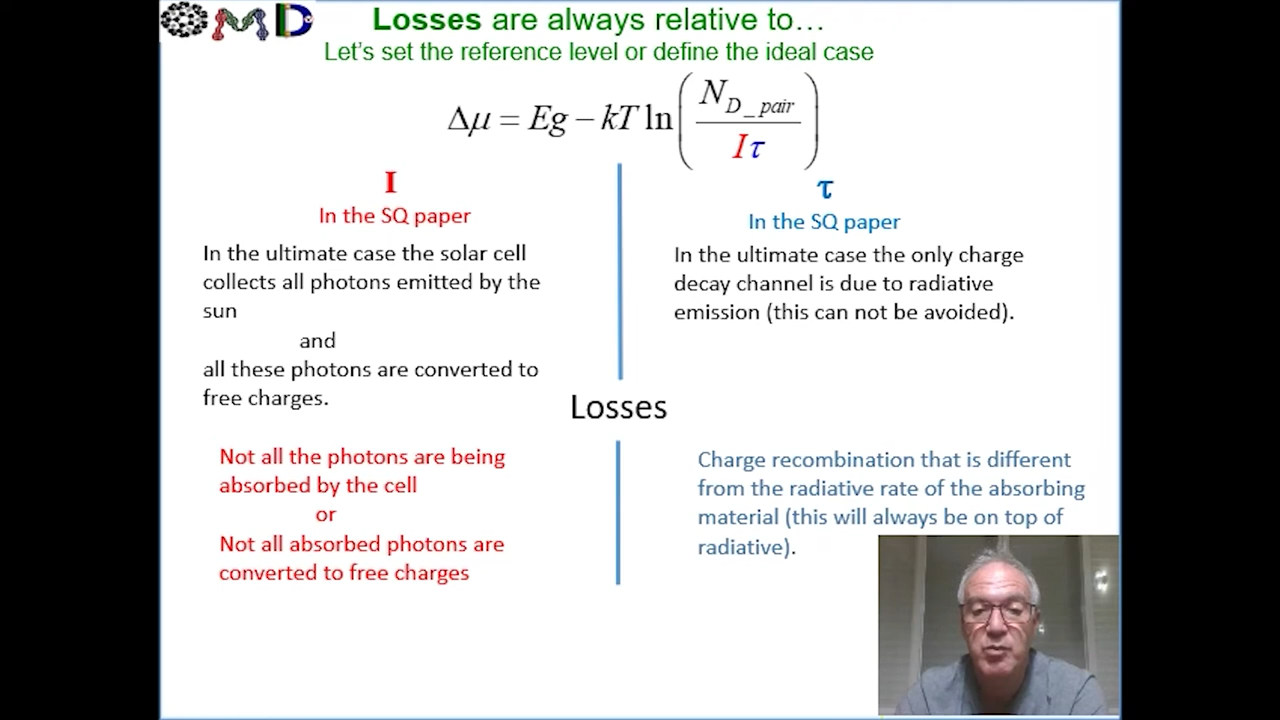 OMD
Losses are always relative to…
Let’s set the reference level or define the ideal case
Δμ = Eg − kT ln(N_{D_pair} / Iτ)
I
In the SQ paper
In the ultimate case the solar cell
collects all photons emitted by the
sun
and
all these photons are converted to
free charges.
τ
In the SQ paper
In the ultimate case the only charge
decay channel is due to radiative
emission (this can not be avoided).
Losses
Not all the photons are being
absorbed by the cell
or
Not all absorbed photons are
converted to free charges
Charge recombination that is different
from the radiative rate of the absorbing
material (this will always be on top of
radiative).